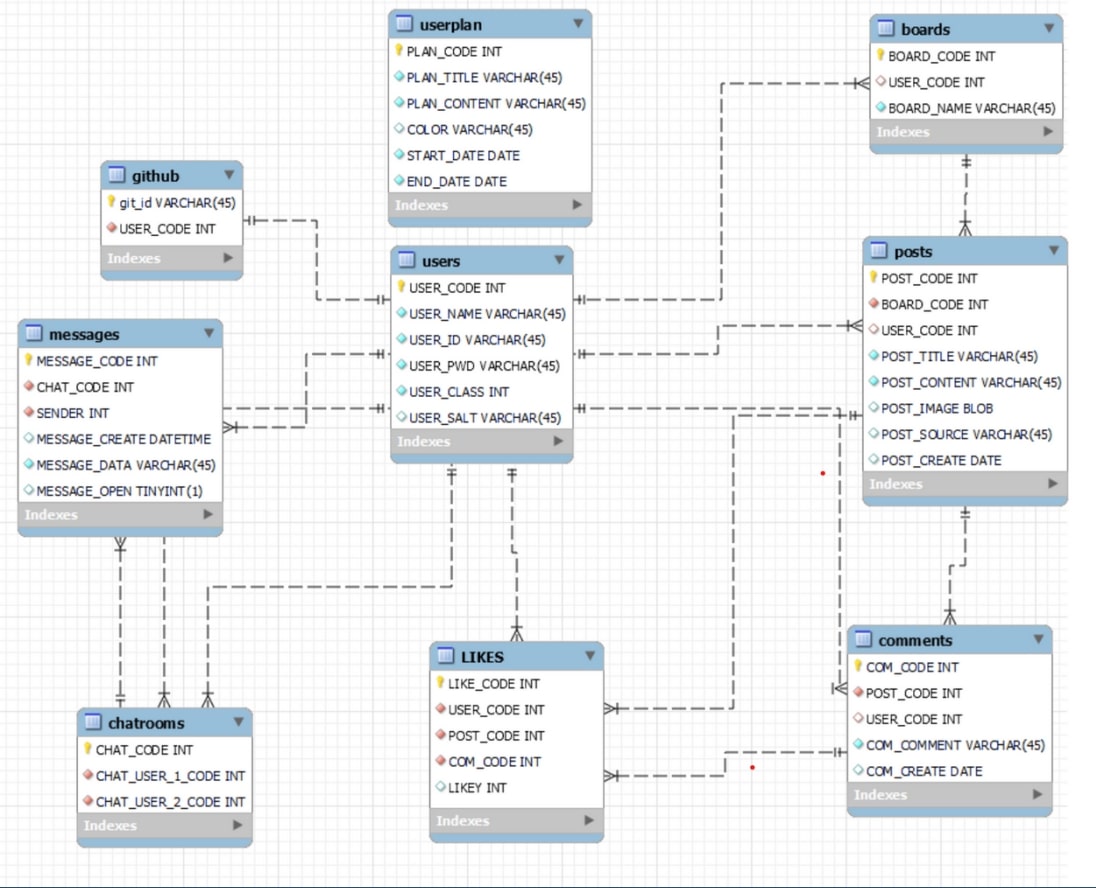 userplan
PLAN_CODE INT
PLAN_TITLE VARCHAR(45)
PLAN_CONTENT VARCHAR(45)
COLOR VARCHAR(45)
START_DATE DATE
END_DATE DATE
Indexes
boards
BOARD_CODE INT
USER_CODE INT
BOARD_NAME VARCHAR(45)
Indexes
github
git_id VARCHAR(45)
USER_CODE INT
Indexes
users
USER_CODE INT
USER_NAME VARCHAR(45)
USER_ID VARCHAR(45)
USER_PWD VARCHAR(45)
USER_CLASS INT
USER_SALT VARCHAR(45)
Indexes
posts
POST_CODE INT
BOARD_CODE INT
USER_CODE INT
POST_TITLE VARCHAR(45)
POST_CONTENT VARCHAR(45)
POST_IMAGE BLOB
POST_SOURCE VARCHAR(45)
POST_CREATE DATE
Indexes
messages
MESSAGE_CODE INT
CHAT_CODE INT
SENDER INT
MESSAGE_CREATE DATETIME
MESSAGE_DATA VARCHAR(45)
MESSAGE_OPEN TINYINT(1)
Indexes
chatrooms
CHAT_CODE INT
CHAT_USER_1_CODE INT
CHAT_USER_2_CODE INT
Indexes
LIKES
LIKE_CODE INT
USER_CODE INT
POST_CODE INT
COM_CODE INT
LIKEY INT
Indexes
comments
COM_CODE INT
POST_CODE INT
USER_CODE INT
COM_COMMENT VARCHAR(45)
COM_CREATE DATE
Indexes